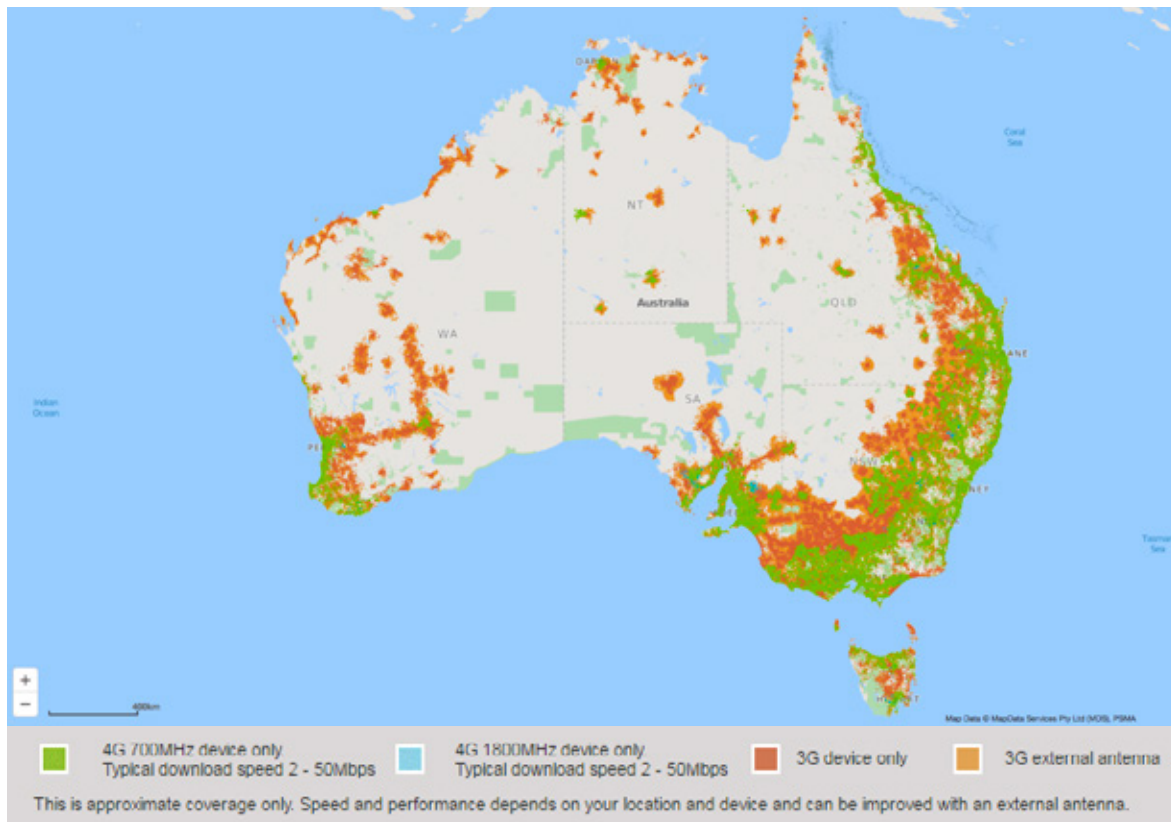 Coral
Sea
NT
Australia
QLD
WA
Indian
Ocean
SA
ANE
NSW
NEY
Tasman
Sea
+
−
400km
Map Data © MapData Services Pty Ltd (MDS), PSMA
4G 700MHz device only.
Typical download speed 2 - 50Mbps
4G 1800MHz device only.
Typical download speed 2 - 50Mbps
3G device only
3G external antenna
This is approximate coverage only. Speed and performance depends on your location and device and can be improved with an external antenna.